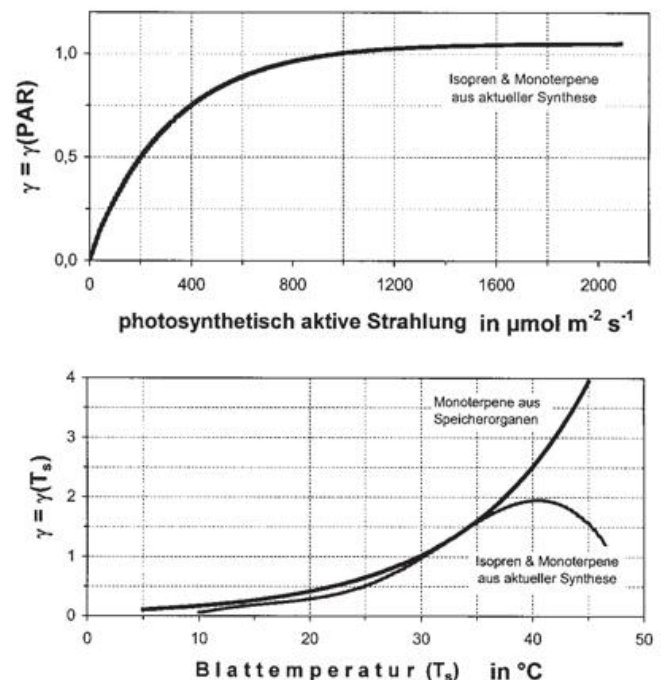 1,0
0,5
0,0
γ = γ(PAR)
Isopren & Monoterpene
aus aktueller Synthese
0 400 800 1200 1600 2000
photosynthetisch aktive Strahlung in µmol m⁻² s⁻¹
4
3
2
1
0
γ = γ(Tₛ)
Monoterpene aus
Speicherorganen
Isopren & Monoterpene
aus aktueller Synthese
0 10 20 30 40 50
Blattemperatur (Tₛ) in °C